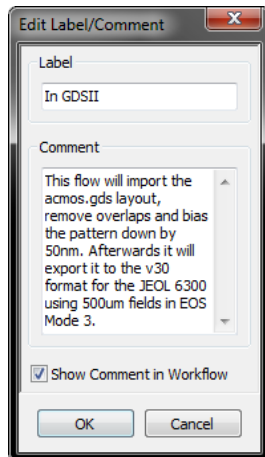 Edit Label/Comment
Label
In GDSII
Comment
This flow will import the
acmos.gds layout,
remove overlaps and bias
the pattern down by
50nm. Afterwards it will
export it to the v30
format for the JEOL 6300
using 500um fields in EOS
Mode 3.
Show Comment in Workflow
OK
Cancel